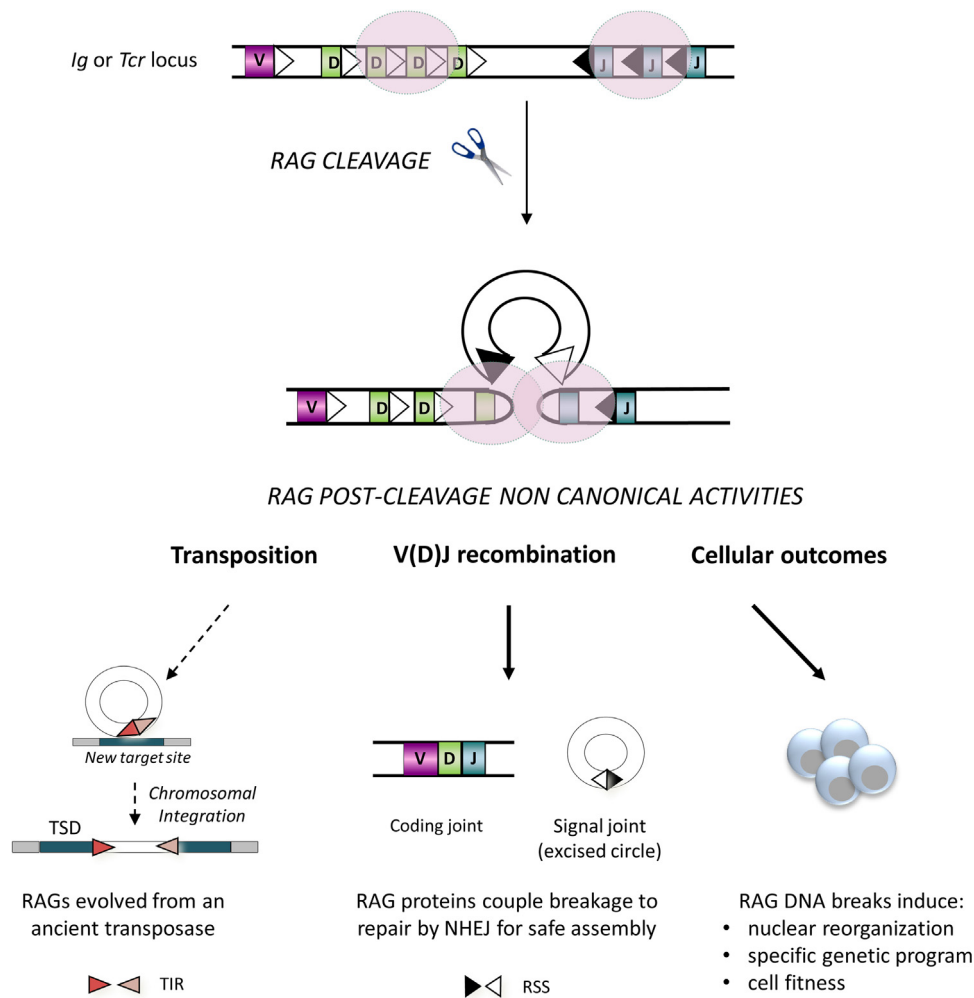 Ig or Tcr locus
V D D D D J J J
RAG CLEAVAGE
V D D J
RAG POST-CLEAVAGE NON CANONICAL ACTIVITIES
Transposition
V(D)J recombination
Cellular outcomes
New target site
Chromosomal
Integration
TSD
V D J
Coding joint
Signal joint
(excised circle)
RAGs evolved from an
ancient transposase
RAG proteins couple breakage to
repair by NHEJ for safe assembly
RAG DNA breaks induce:
• nuclear reorganization
• specific genetic program
• cell fitness
TIR
RSS